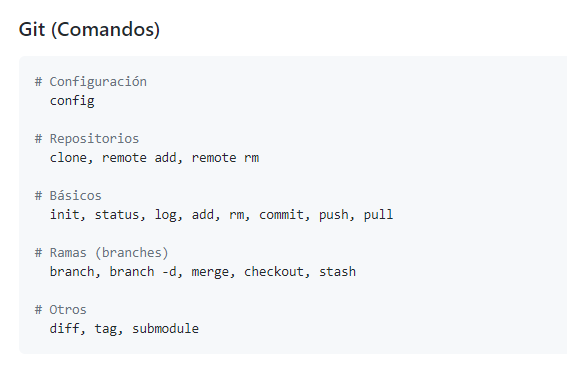 Git (Comandos)
# Configuración
config
# Repositorios
clone, remote add, remote rm
# Básicos
init, status, log, add, rm, commit, push, pull
# Ramas (branches)
branch, branch -d, merge, checkout, stash
# Otros
diff, tag, submodule